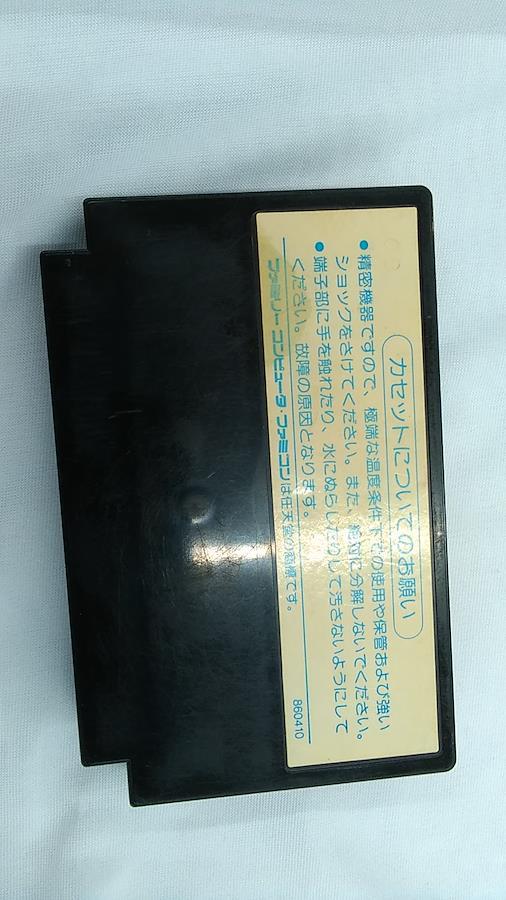 カセットについてのお願い
●精密機器ですので、極端な温度条件下での使用や保管および強い
ショックをさけてください。また、絶対に分解しないでください。
●端子部に手を触れたり、水にぬらしたりして汚さないようにして
ください。故障の原因となります。
ファミリーコンピュータ・ファミコンは任天堂の商標です。
860410